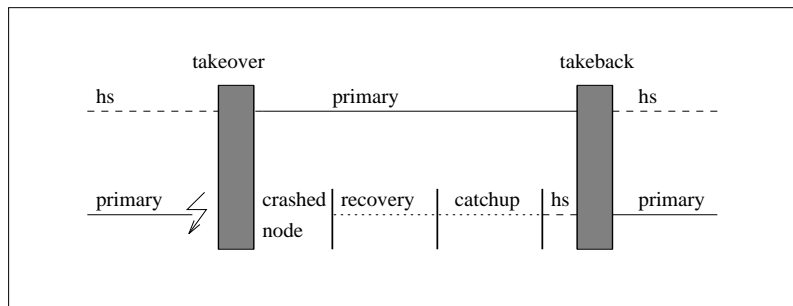 takeover takeback
hs primary hs
primary crashed recovery catchup hs primary
node